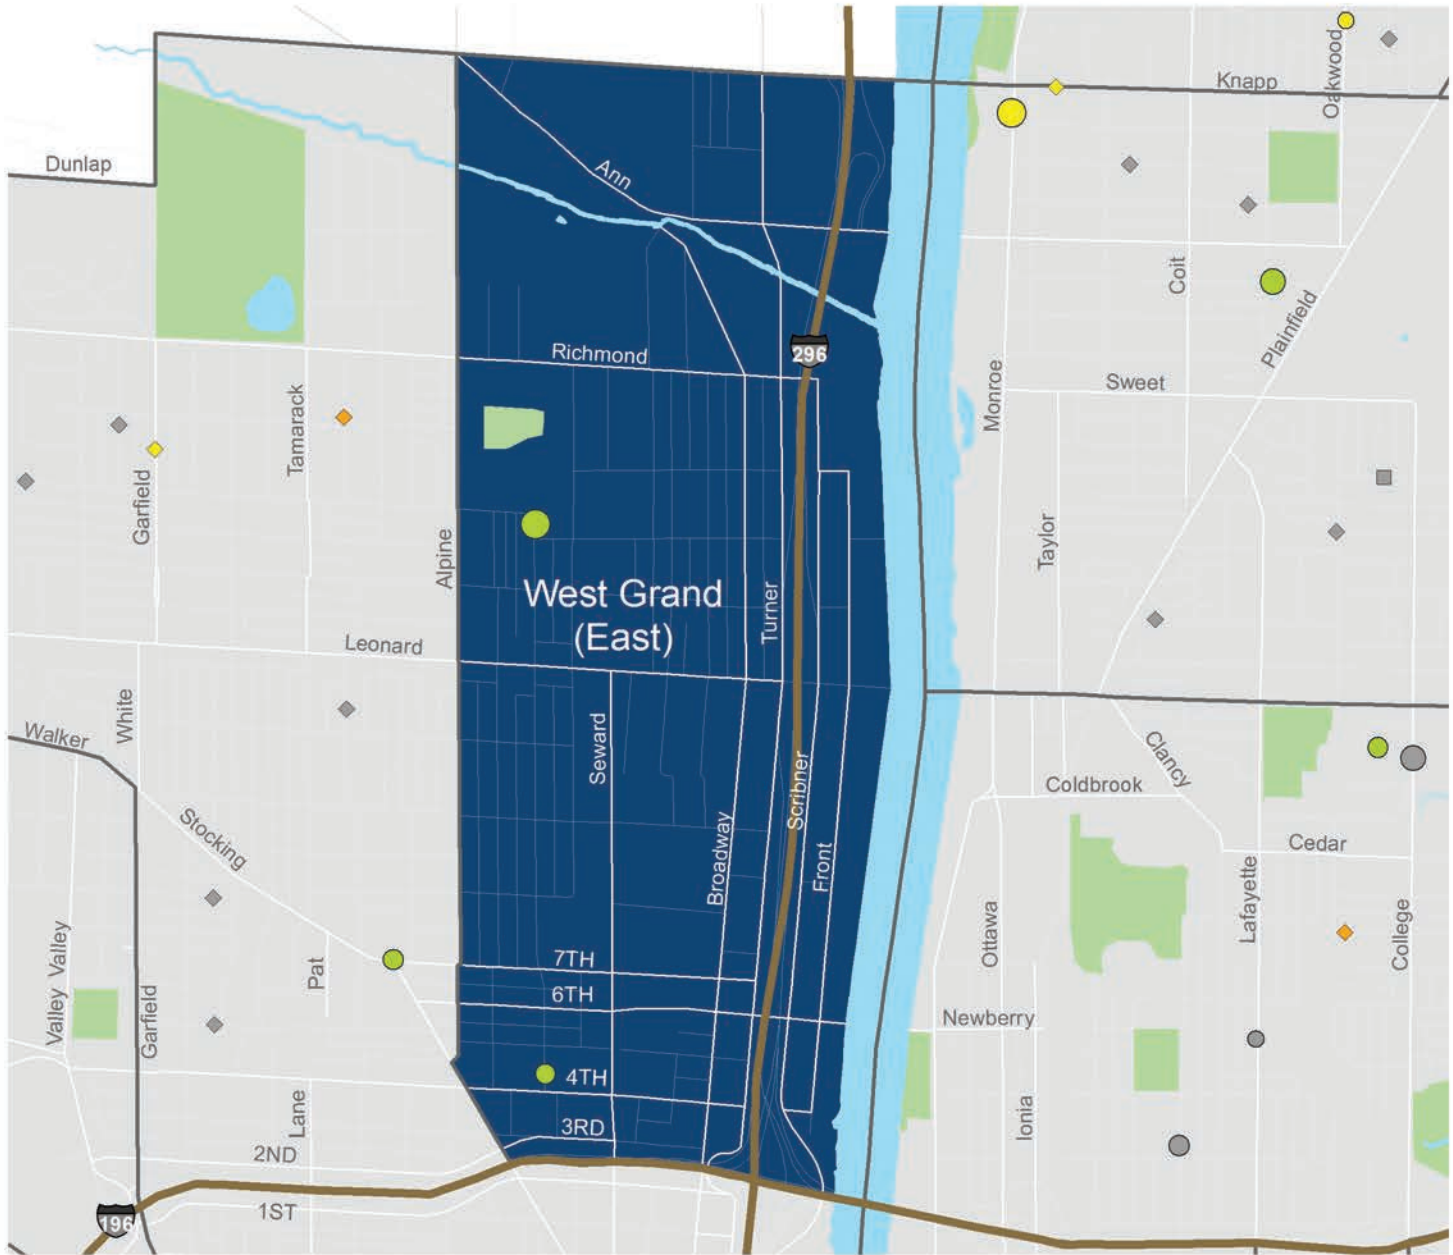 Knapp
Oakwood
Dunlap
Ann
Coit
Plainfield
Richmond
296
Monroe
Sweet
Tamarack
Garfield
Alpine
Taylor
West Grand
(East)
Turner
Leonard
White
Walker
Seward
Scribner
Clancy
Coldbrook
Stocking
Broadway
Front
Cedar
Lafayette
College
Ottawa
Valley Valley
Pat
7TH
6TH
Garfield
Newberry
4TH
Lane
Ionia
3RD
2ND
196
1ST